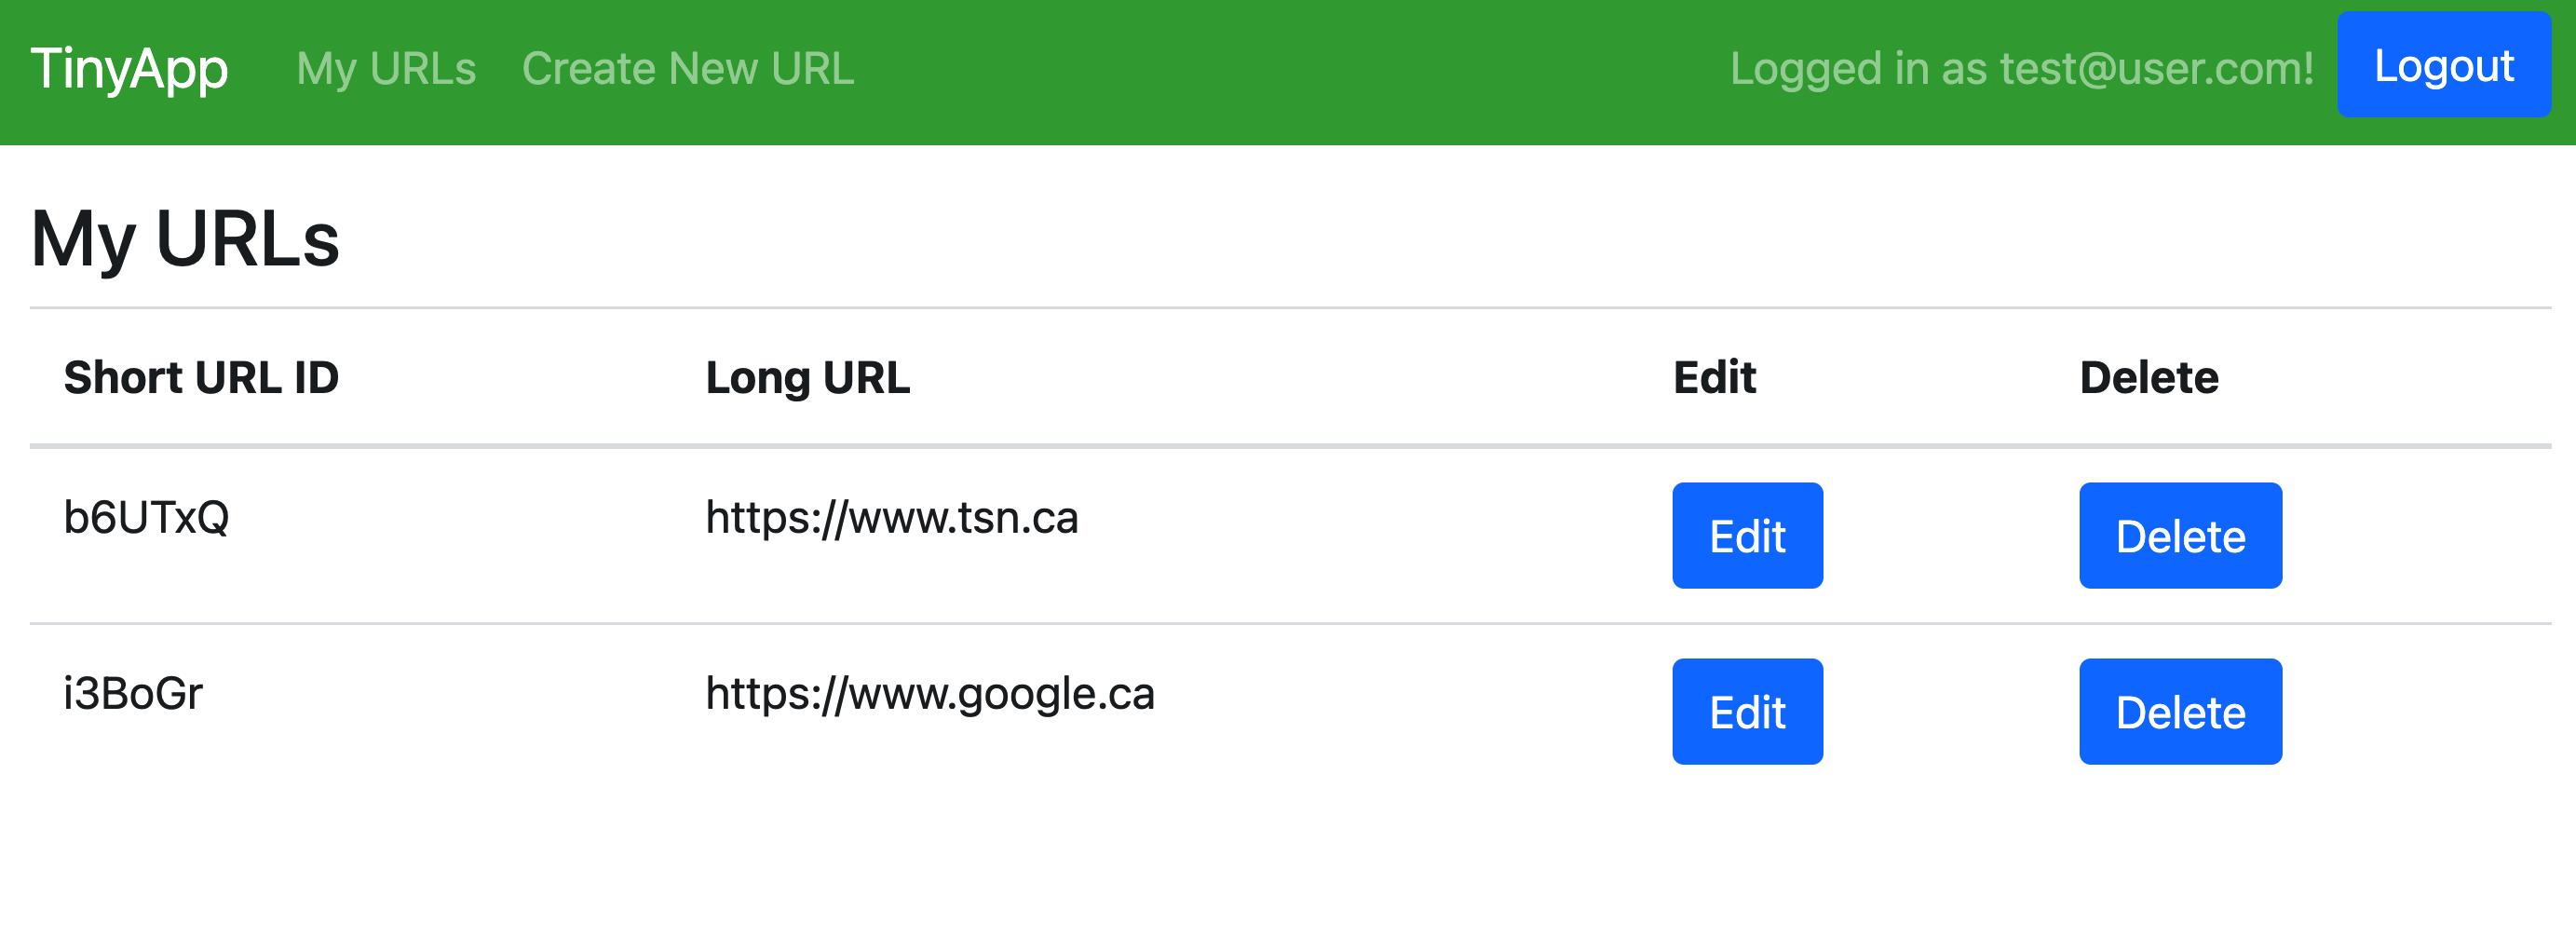 TinyApp My URLs Create New URL Logged in as test@user.com! Logout
My URLs
Short URL ID Long URL Edit Delete
b6UTxQ https://www.tsn.ca Edit Delete
i3BoGr https://www.google.ca Edit Delete